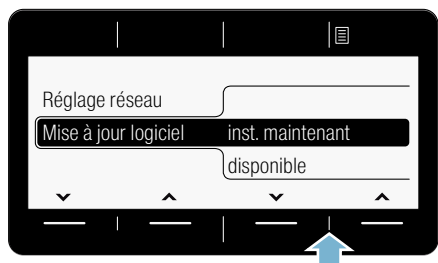 Réglage réseau
Mise à jour logiciel inst. maintenant
disponible